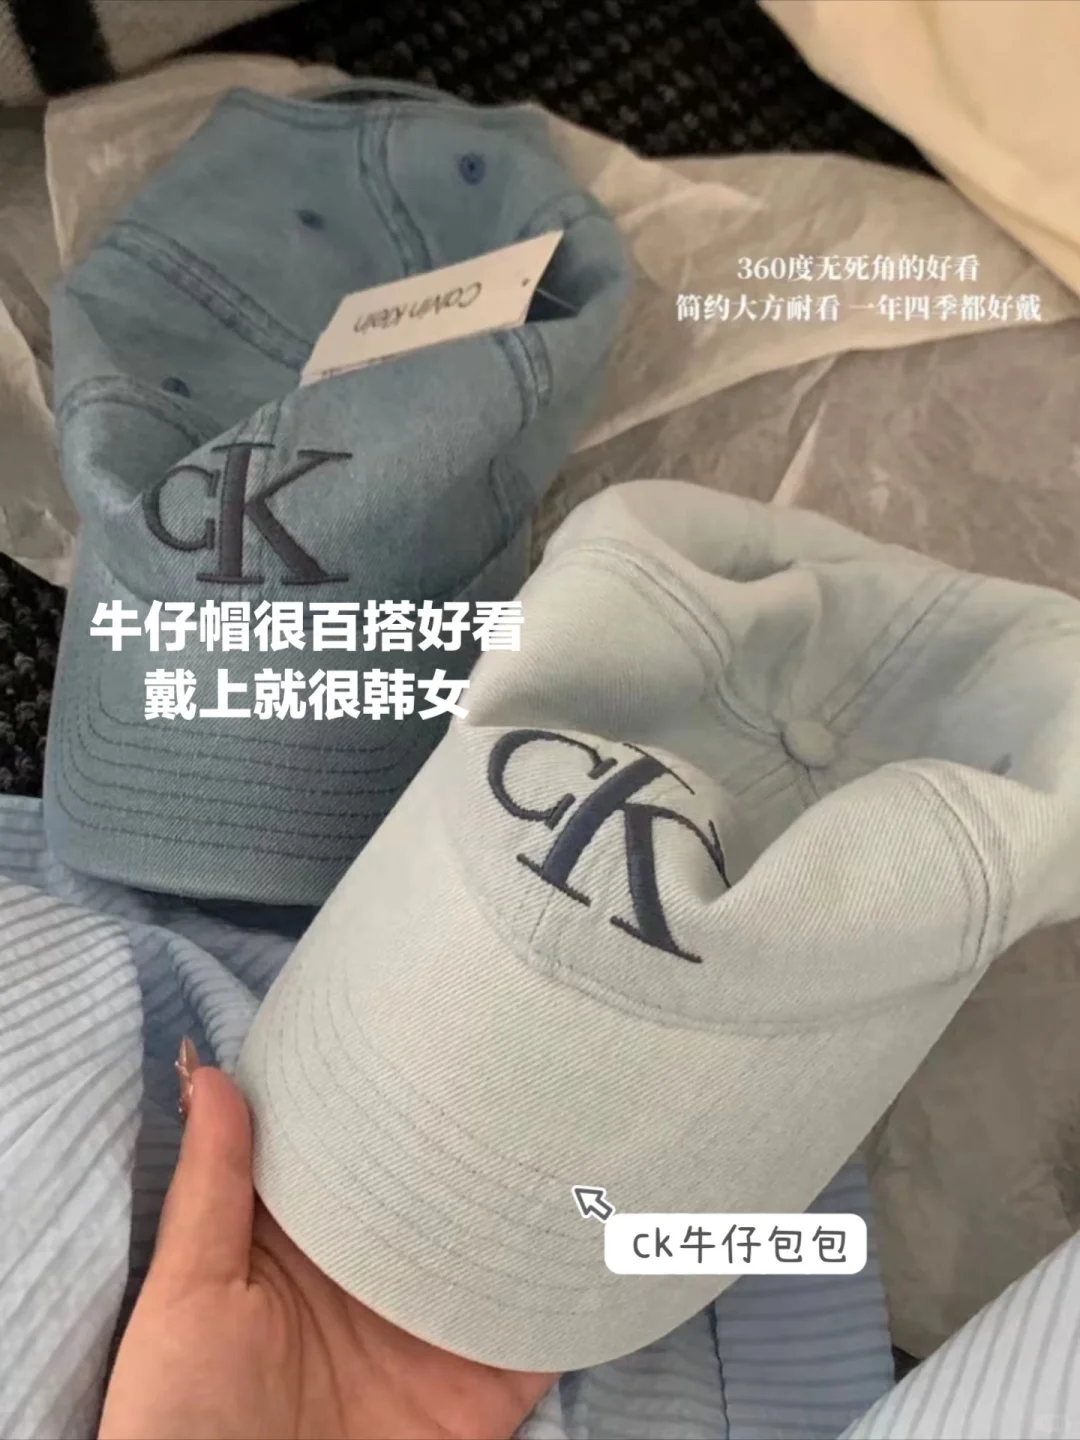 360度无死角的好看
简约大方耐看 一年四季都好戴
Calvin Klein
CK
牛仔帽很百搭好看
戴上就很韩女
CK
ck牛仔包包